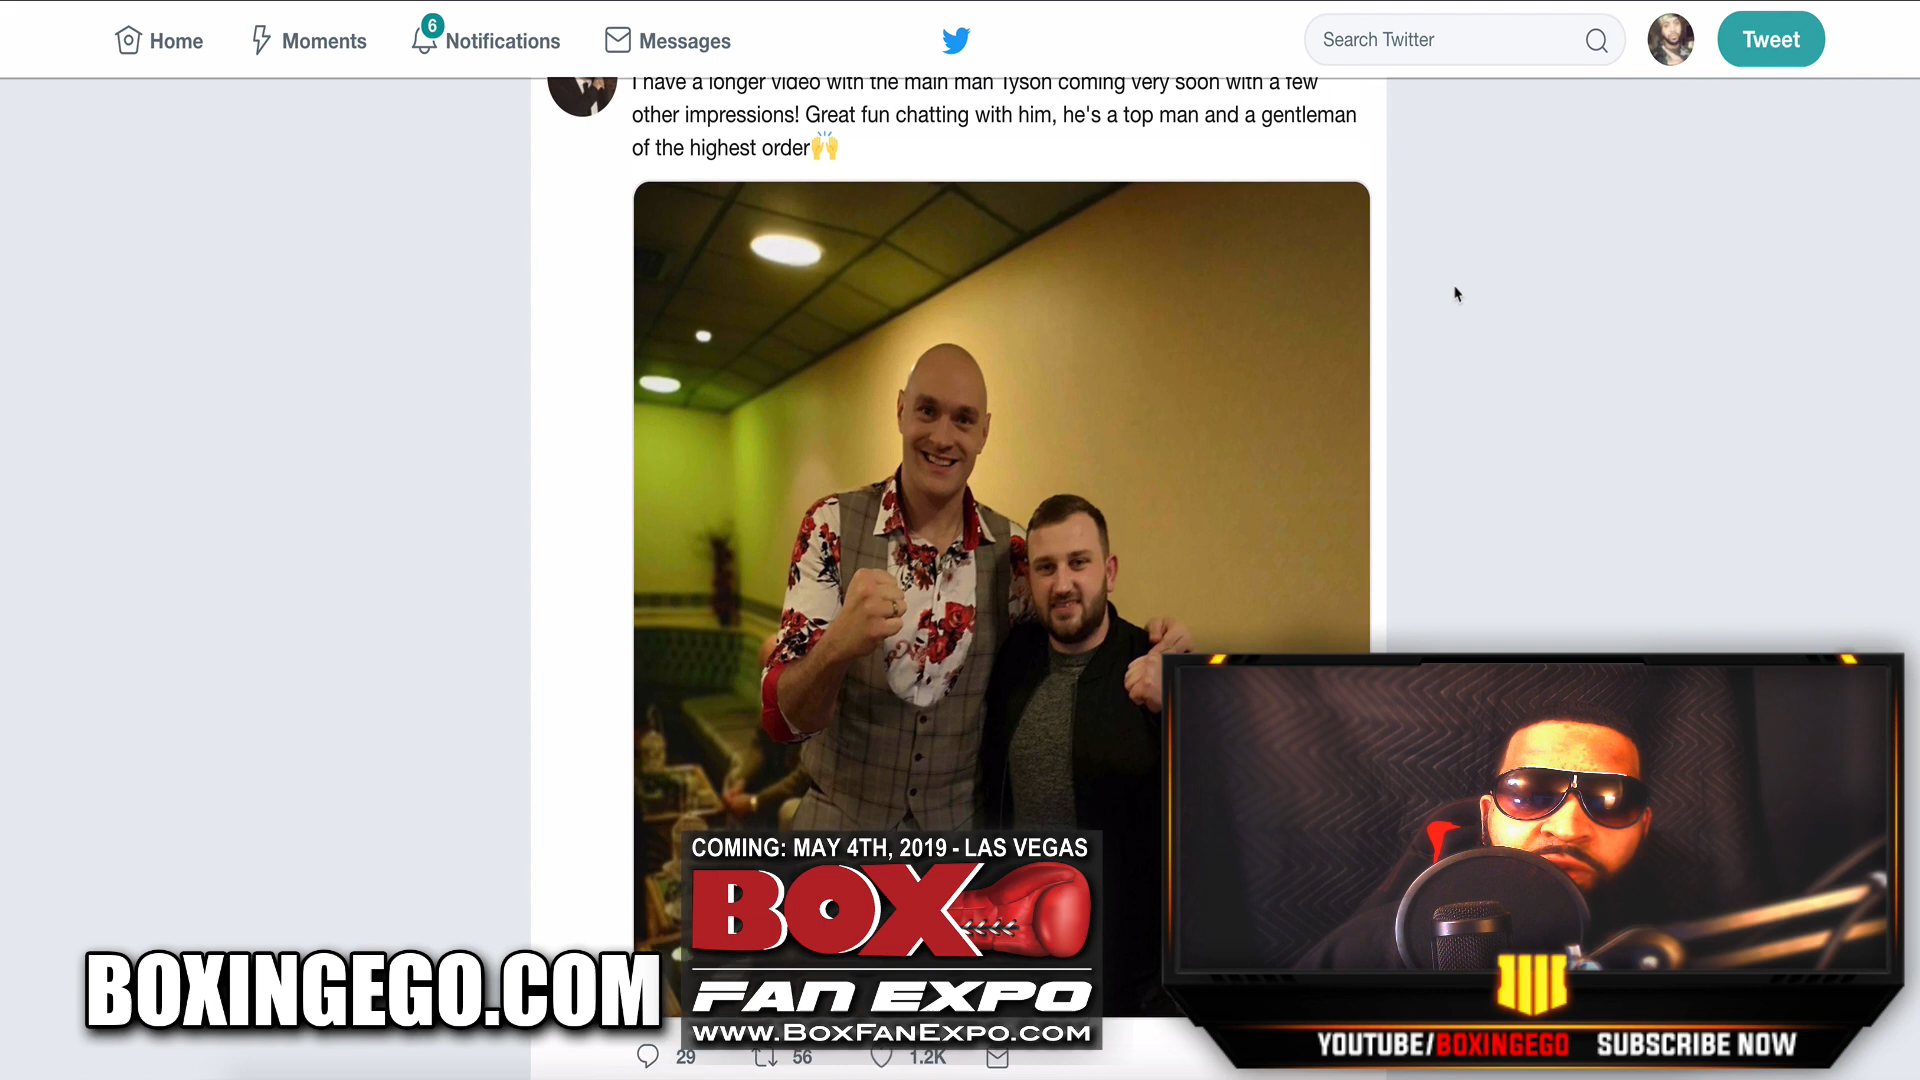 Home
Moments
6
Notifications
Messages
Search Twitter
Tweet
I have a longer video with the main man Tyson coming very soon with a few
other impressions! Great fun chatting with him, he's a top man and a gentleman
of the highest order🙌
COMING: MAY 4TH, 2019 - LAS VEGAS
BOX
FAN EXPO
WWW.BOXFANEXPO.COM
BOXINGEGO.COM
YOUTUBE/BOXINGEGO SUBSCRIBE NOW
29
56
1.2K